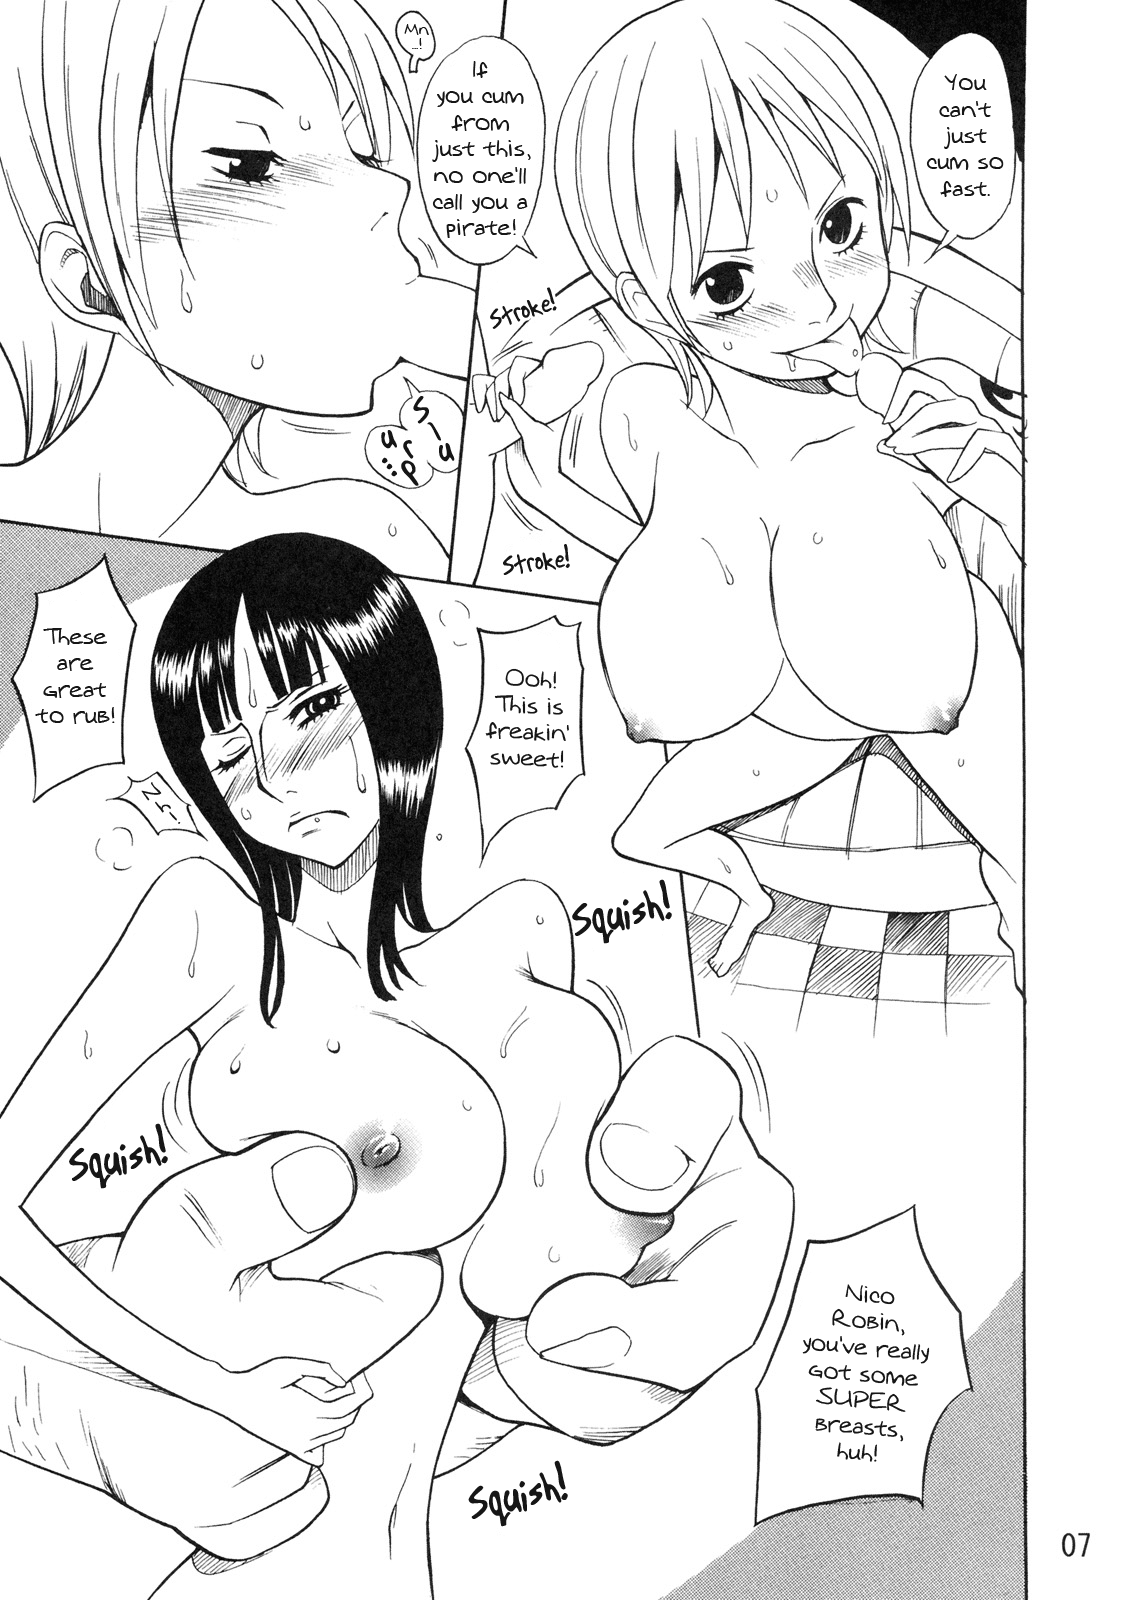 You
can't
just
cum so
fast.
Mn
...!
If
you cum
from
just this,
no one'll
call you a
pirate!
Stroke!
Stroke!
Slu
urp
...
Ooh!
This is
freakin'
sweet!
These
are
great
to rub!
Squish!
Squish!
Squish!
Nico
Robin,
you've really
got some
SUPER
breasts,
huh!
07